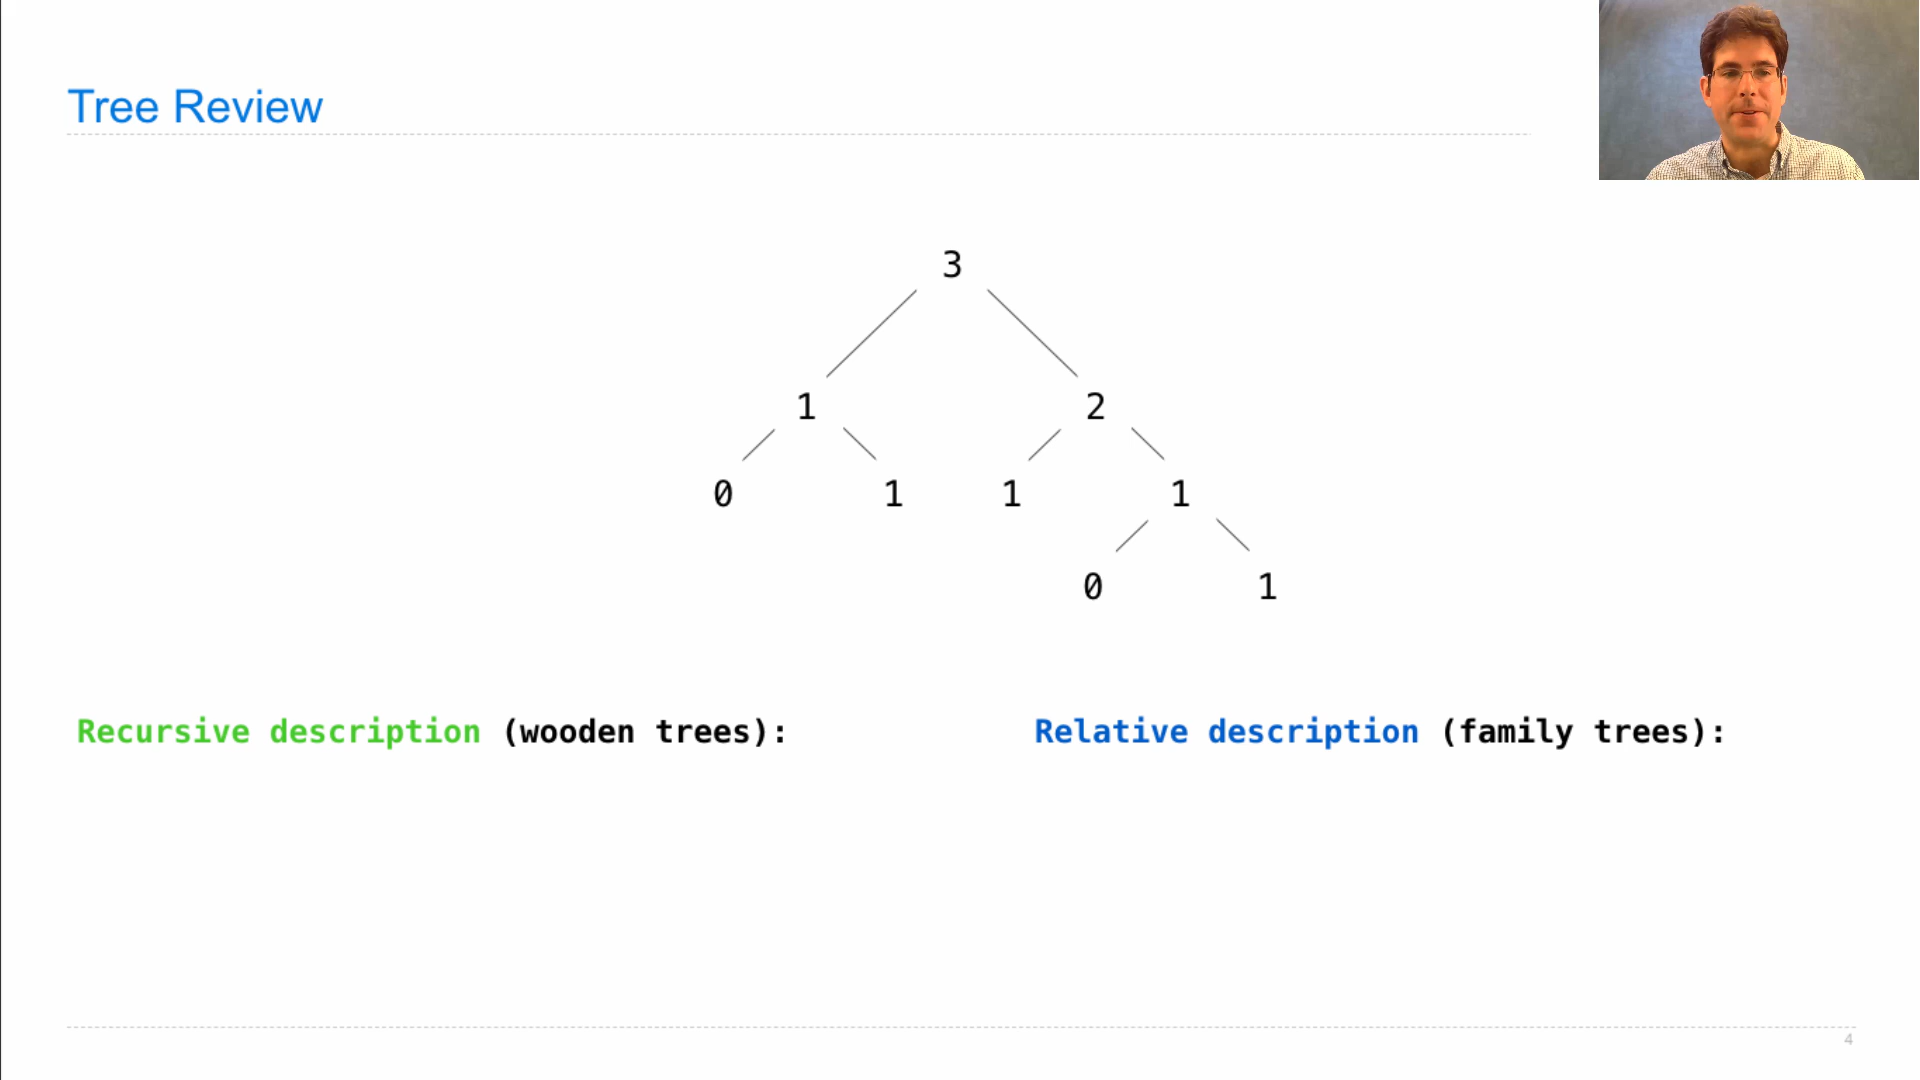 Tree Review
3
1 2
0 1 1 1
0 1
Recursive description (wooden trees): Relative description (family trees):
4